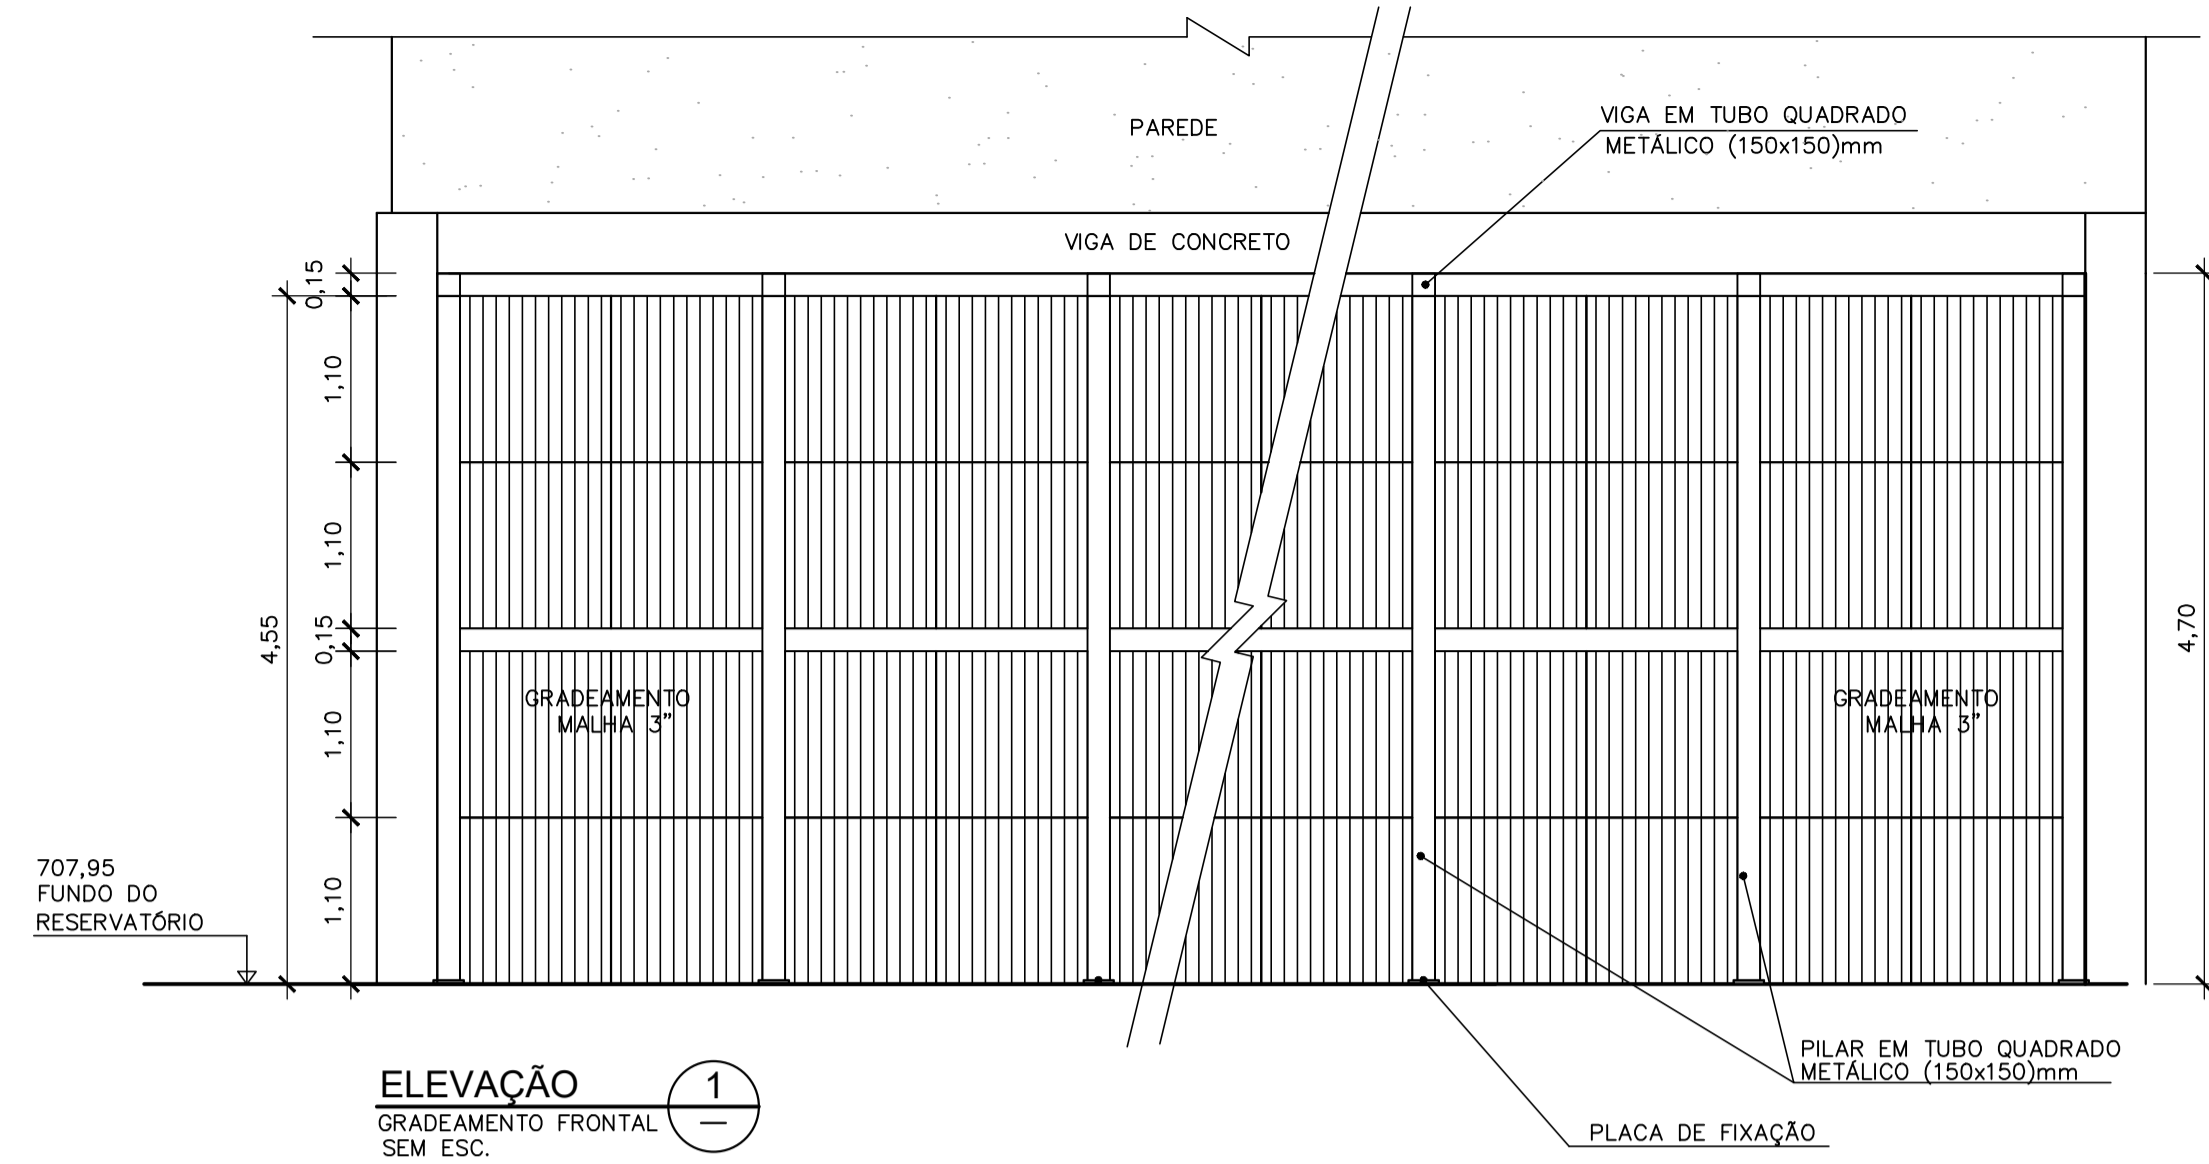 PAREDE
VIGA EM TUBO QUADRADO
METÁLICO (150x150)mm
VIGA DE CONCRETO
0,15
1,10
1,10
0,15
4,55
1,10
1,10
4,70
GRADEAMENTO
MALHA 3”
GRADEAMENTO
MALHA 3”
707,95
FUNDO DO
RESERVATÓRIO
PILAR EM TUBO QUADRADO
METÁLICO (150x150)mm
PLACA DE FIXAÇÃO
ELEVAÇÃO
1
—
GRADEAMENTO FRONTAL
SEM ESC.